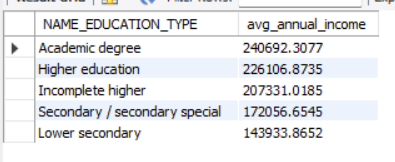 NAME_EDUCATION_TYPE avg_annual_income
Academic degree 240692.3077
Higher education 226106.8735
Incomplete higher 207331.0185
Secondary / secondary special 172056.6545
Lower secondary 143933.8652